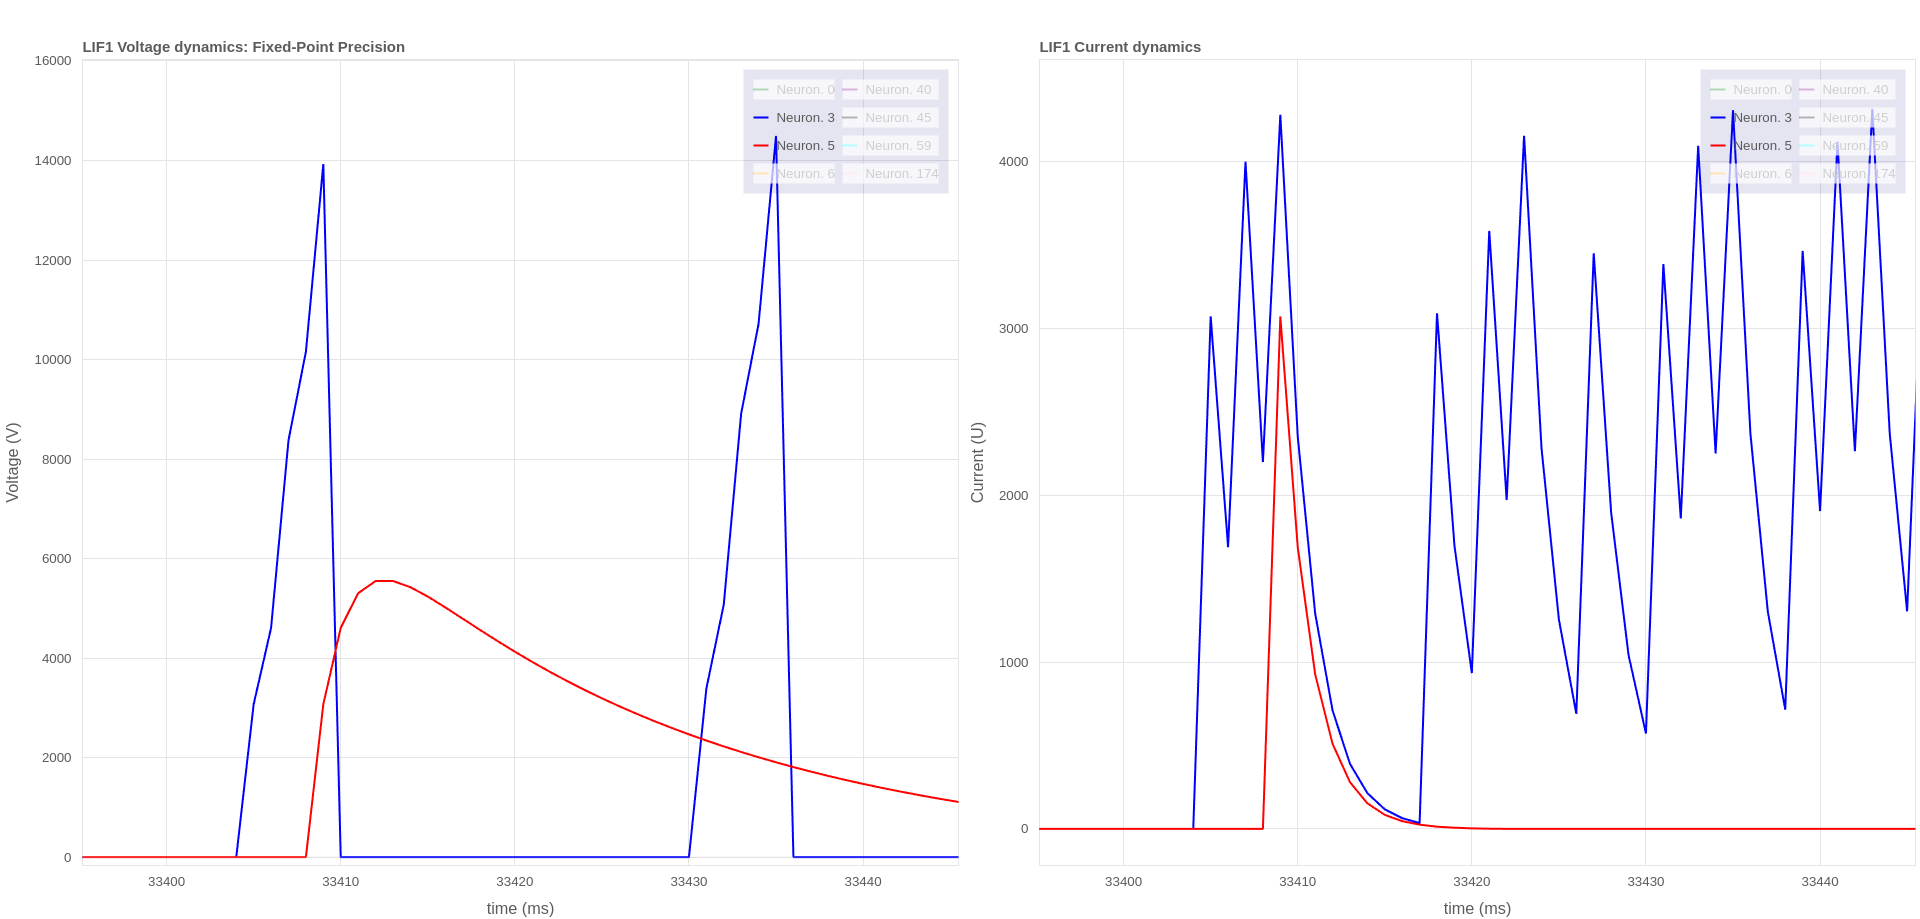 LIF1 Voltage dynamics: Fixed-Point Precision
16000
14000
12000
10000
8000
6000
4000
2000
0
Voltage (V)
33400 33410 33420 33430 33440
time (ms)
Neuron. 0 Neuron. 40
Neuron. 3 Neuron. 45
Neuron. 5 Neuron. 59
Neuron. 6 Neuron. 174
LIF1 Current dynamics
4000
3000
2000
1000
0
Current (U)
33400 33410 33420 33430 33440
time (ms)
Neuron. 0 Neuron. 40
Neuron. 3 Neuron. 45
Neuron. 5 Neuron. 59
Neuron. 6 Neuron. 174